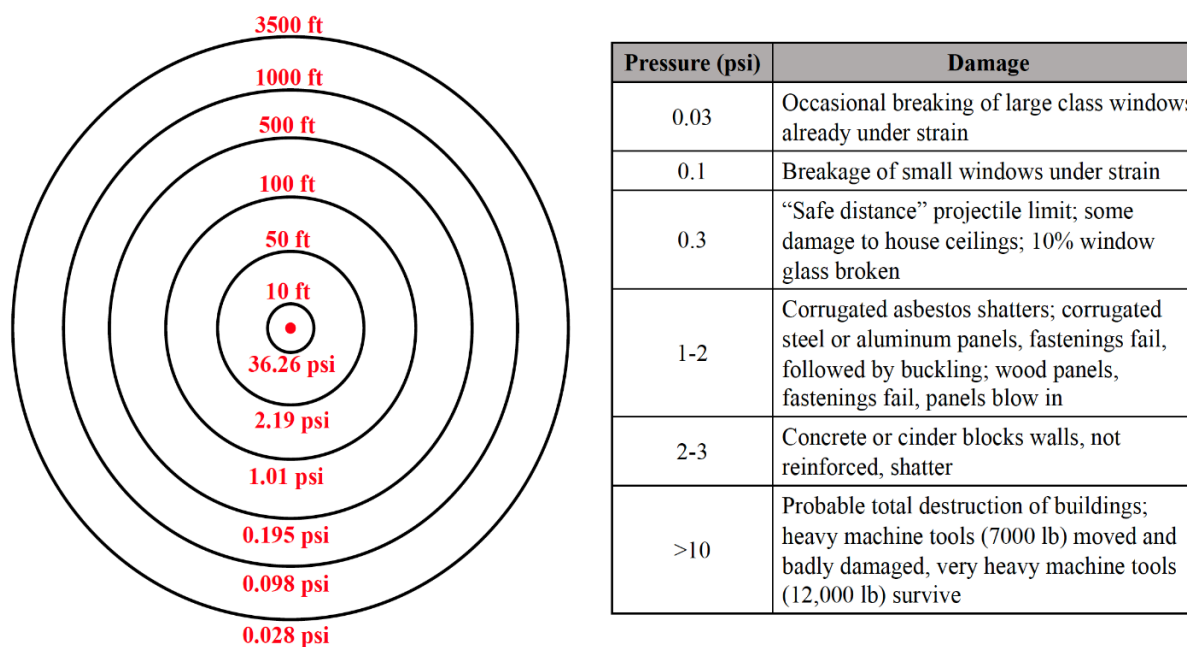 3500 ft
1000 ft
500 ft
100 ft
50 ft
10 ft
36.26 psi
2.19 psi
1.01 psi
0.195 psi
0.098 psi
0.028 psi
Pressure (psi) Damage
0.03 Occasional breaking of large class windows
already under strain
0.1 Breakage of small windows under strain
0.3 “Safe distance” projectile limit; some
damage to house ceilings; 10% window
glass broken
1-2 Corrugated asbestos shatters; corrugated
steel or aluminum panels, fastenings fail,
followed by buckling; wood panels,
fastenings fail, panels blow in
2-3 Concrete or cinder blocks walls, not
reinforced, shatter
>10 Probable total destruction of buildings;
heavy machine tools (7000 lb) moved and
badly damaged, very heavy machine tools
(12,000 lb) survive